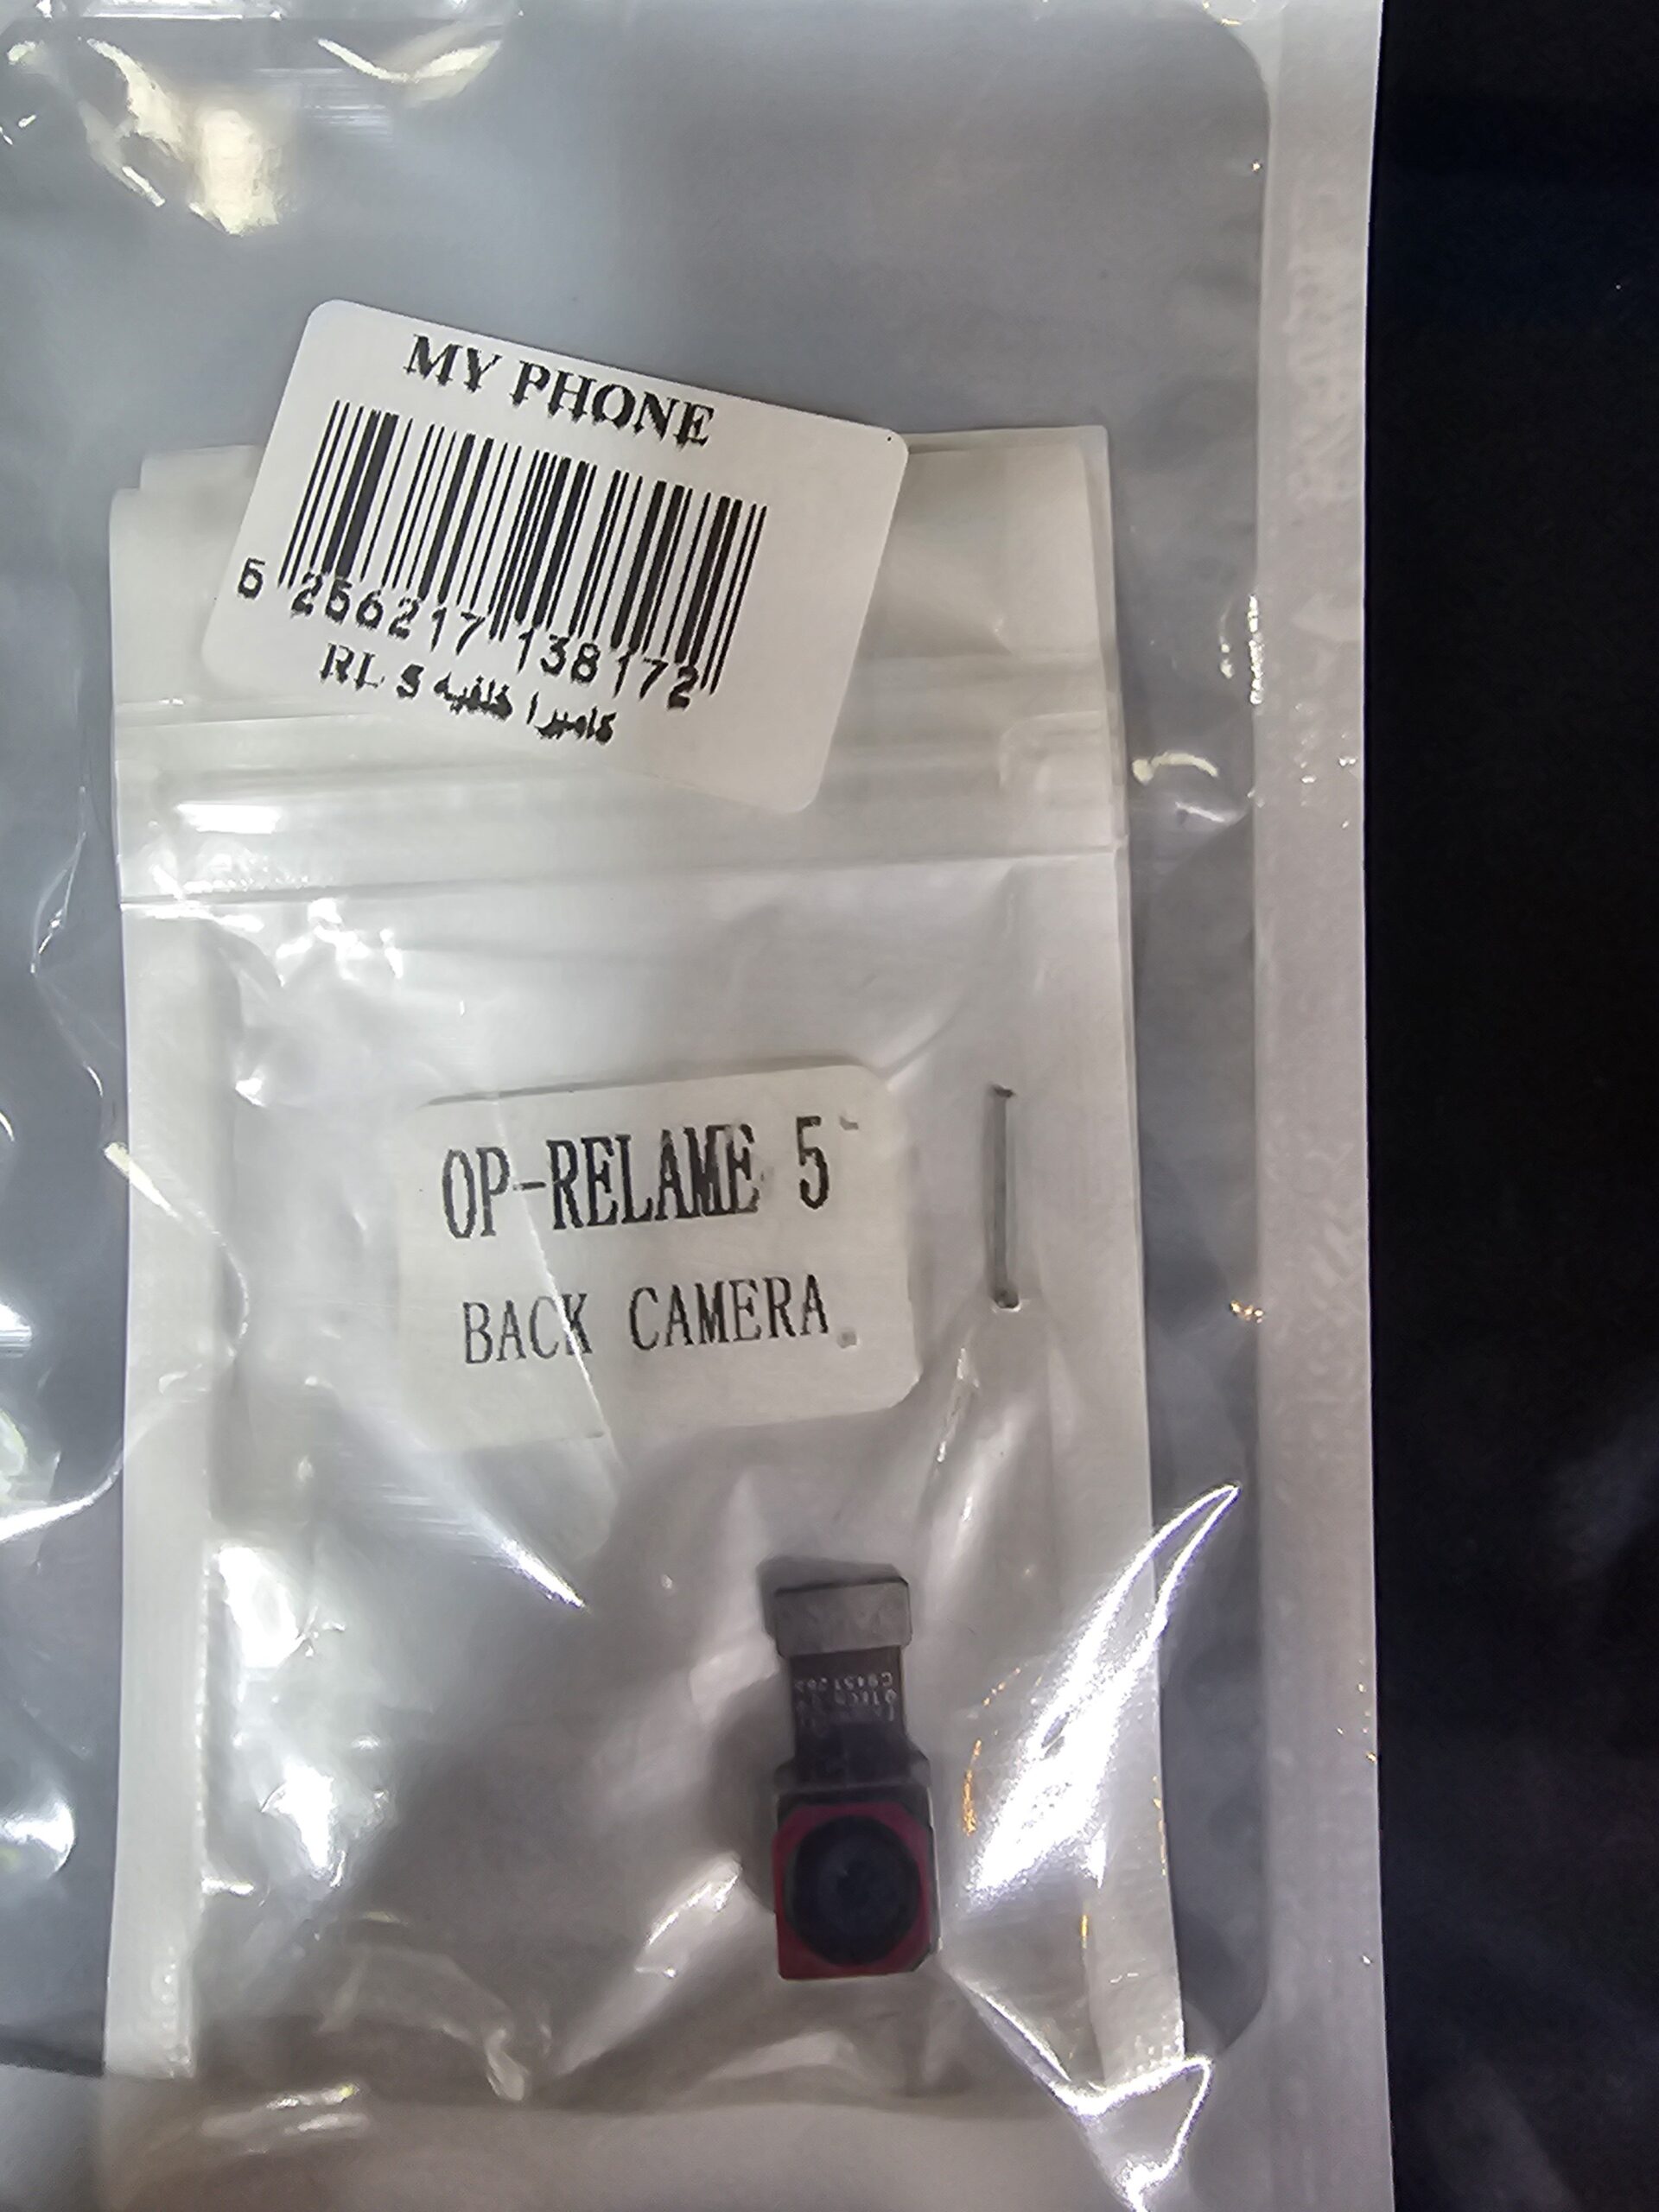 MY PHONE
5 256217 138172
كاميرا خلفيه RL 5
OP-RELAME 5
BACK CAMERA